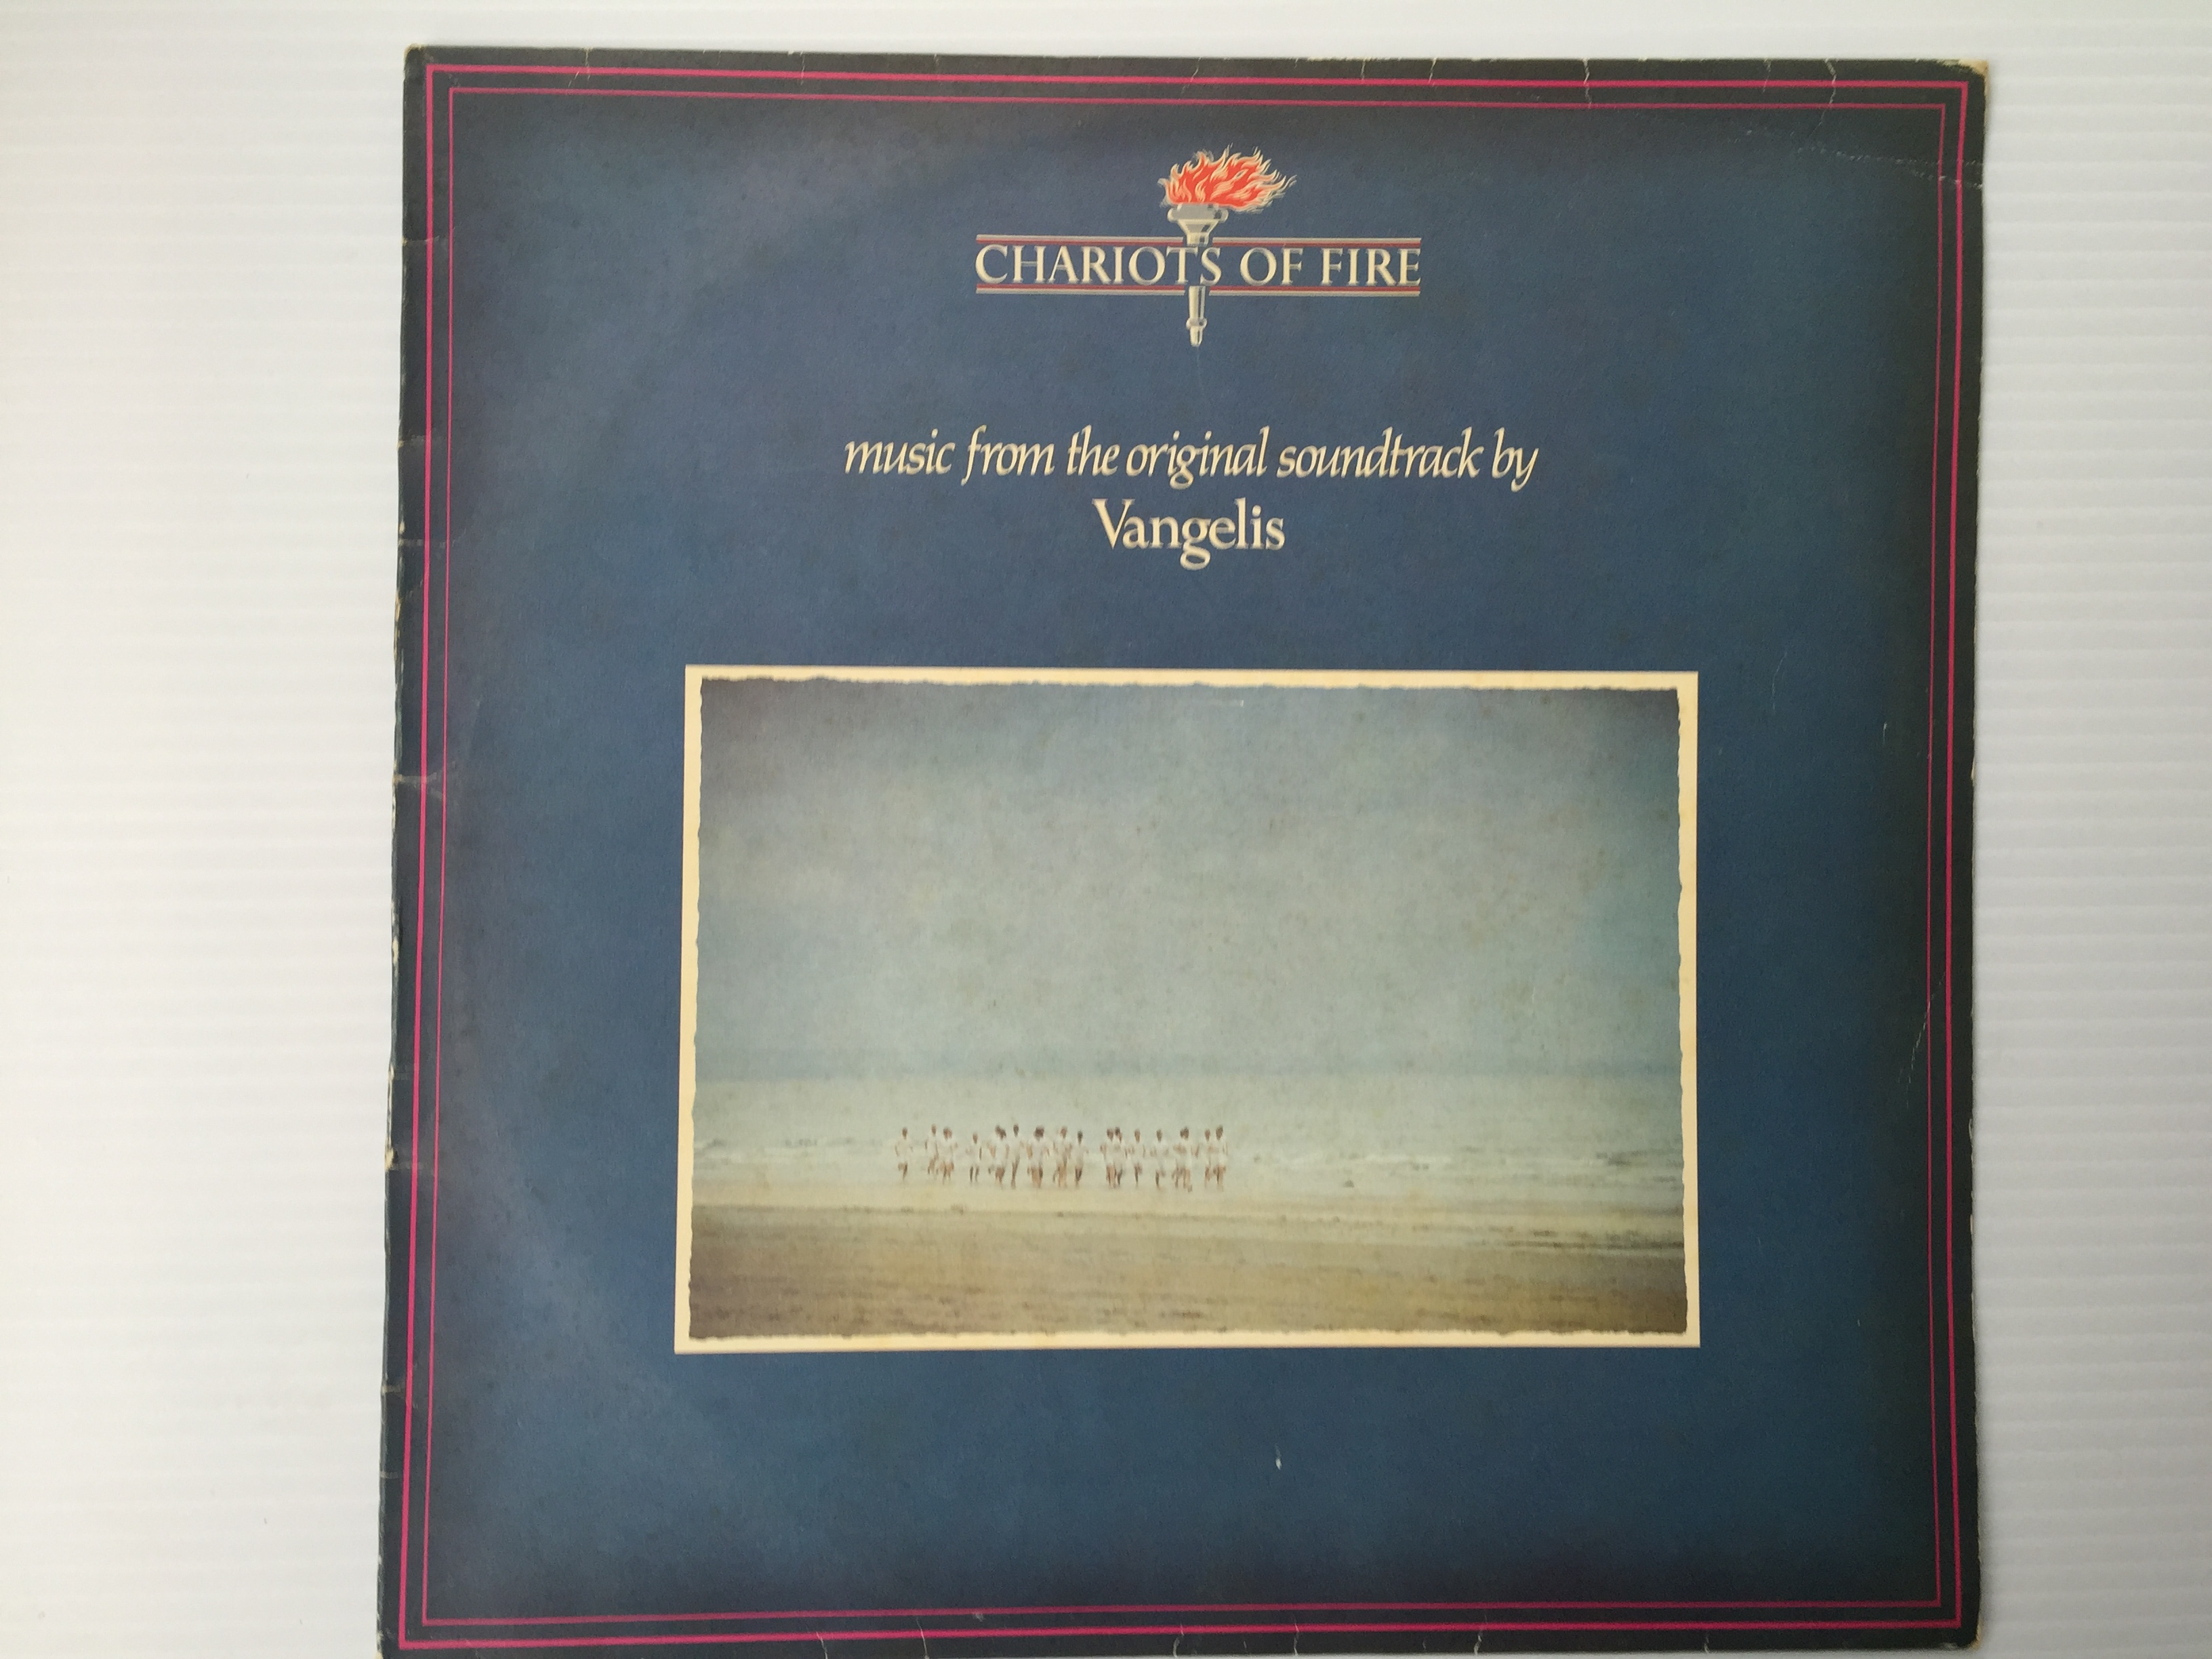 CHARIOTS OF FIRE
music from the original soundtrack by
Vangelis